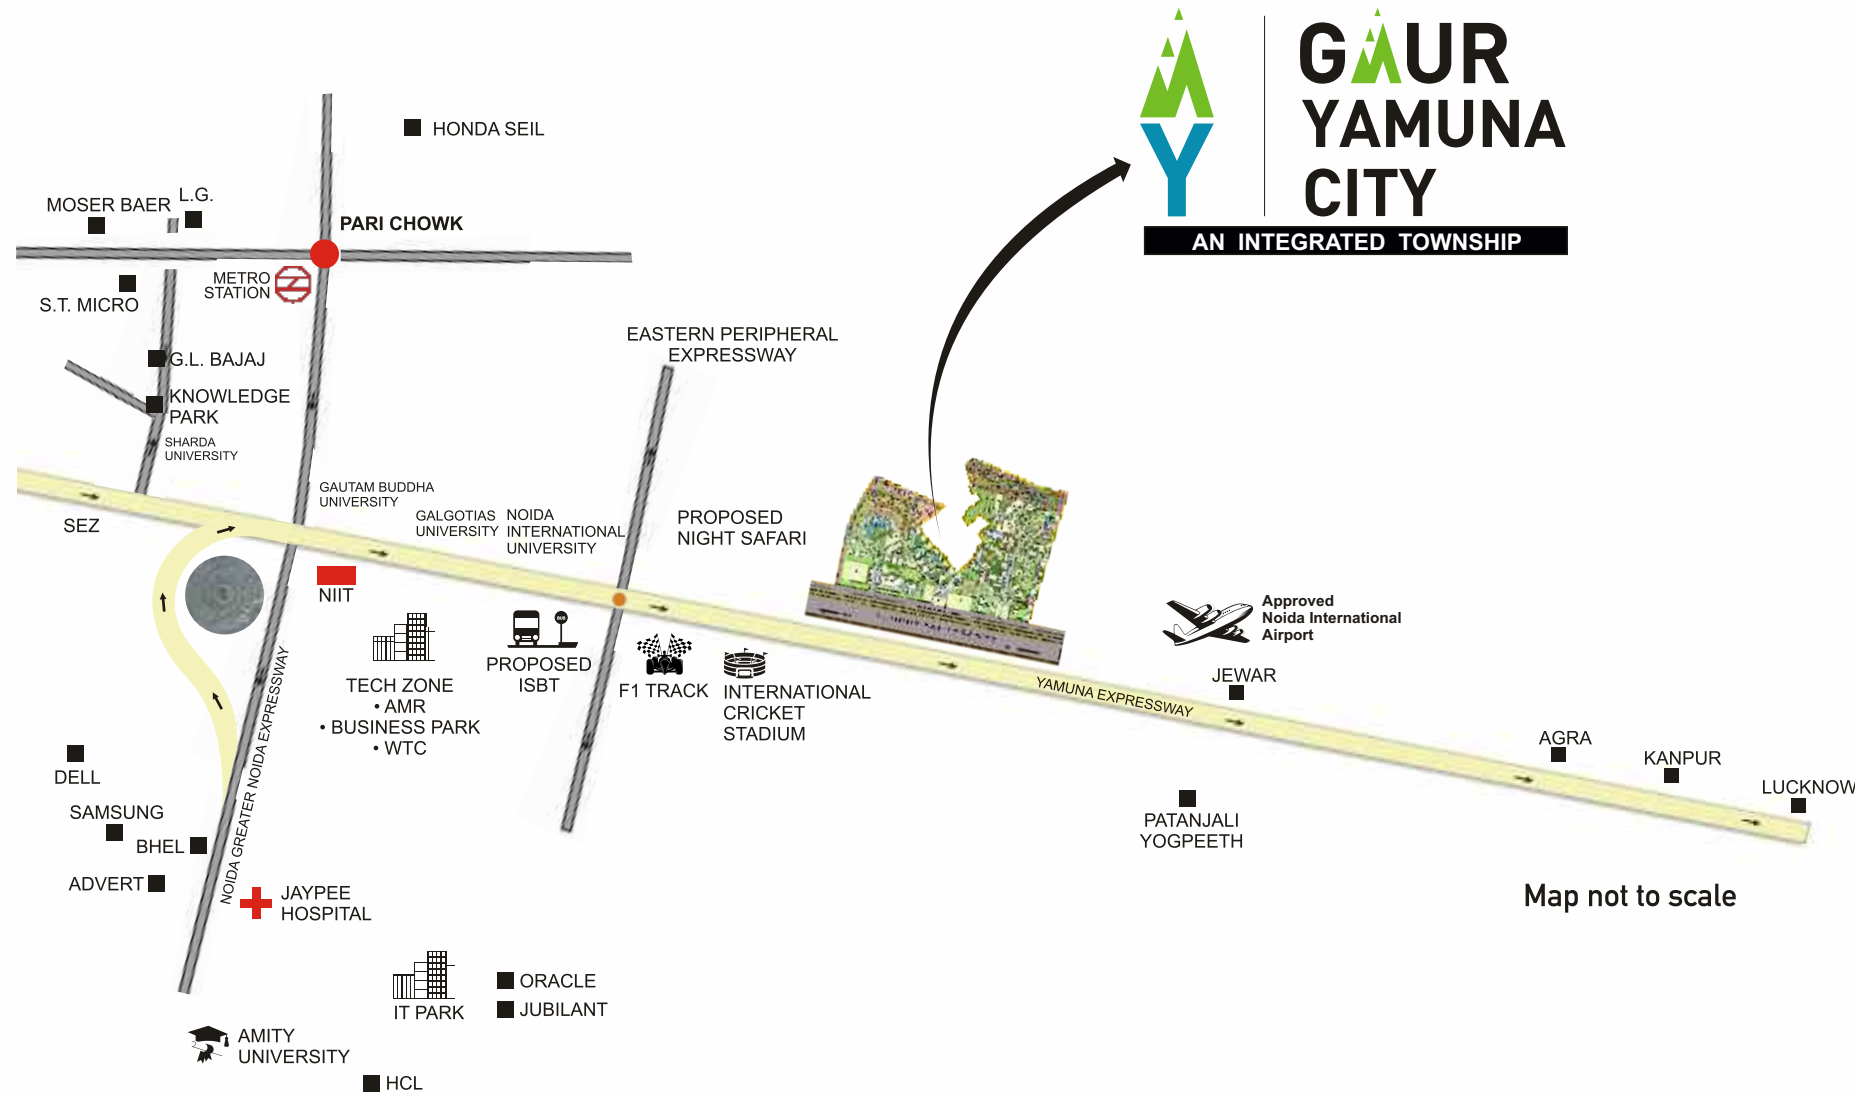 GAUR
YAMUNA
CITY
AN INTEGRATED TOWNSHIP
HONDA SEIL
MOSER BAER
L.G.
PARI CHOWK
METRO
STATION
S.T. MICRO
EASTERN PERIPHERAL
EXPRESSWAY
G.L. BAJAJ
KNOWLEDGE
PARK
SHARDA
UNIVERSITY
GAUTAM BUDDHA
UNIVERSITY
GALGOTIAS
UNIVERSITY
NOIDA
INTERNATIONAL
UNIVERSITY
PROPOSED
NIGHT SAFARI
SEZ
NIIT
Approved
Noida International
Airport
BUS
PROPOSED
ISBT
TECH ZONE
• AMR
• BUSINESS PARK
• WTC
F1 TRACK
INTERNATIONAL
CRICKET
STADIUM
JEWAR
YAMUNA EXPRESSWAY
NOIDA GREATER NOIDA EXPRESSWAY
AGRA
KANPUR
LUCKNOW
DELL
SAMSUNG
BHEL
ADVERT
PATANJALI
YOGPEETH
JAYPEE
HOSPITAL
Map not to scale
IT PARK
ORACLE
JUBILANT
AMITY
UNIVERSITY
HCL